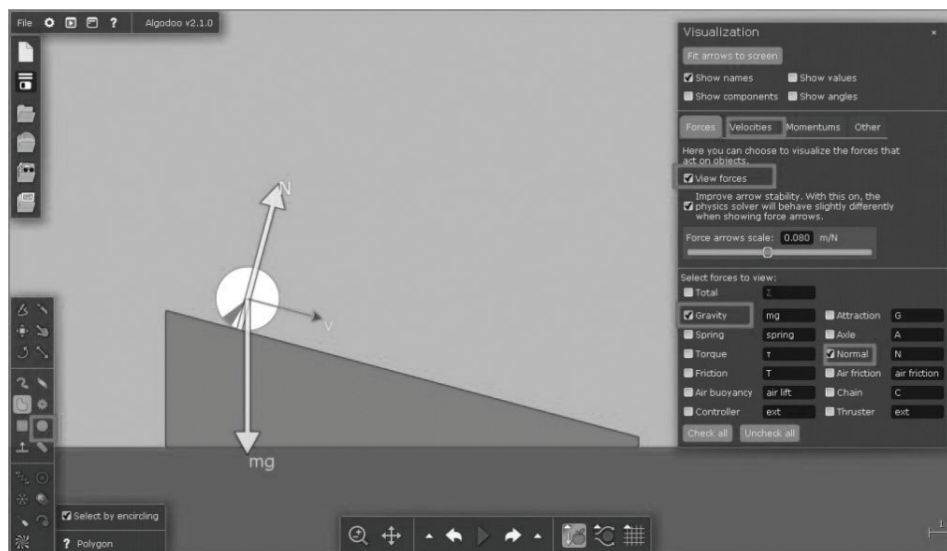 File ? Algodoo v2.1.0
N
v
mg
Select by encircling
? Polygon
Visualization
Fit arrows to screen
Show names Show values
Show components Show angles
Forces Velocities Momentums Other
Here you can choose to visualize the forces that
act on objects.
View forces
Improve arrow stability. With this on, the
physics solver will behave slightly differently
when showing force arrows.
Force arrows scale: 0.080 m/N
Select forces to view:
Total Σ
Gravity mg Attraction G
Spring spring Axle A
Torque τ Normal N
Friction T Air friction air friction
Air buoyancy air lift Chain C
Controller ext Thruster ext
Check all Uncheck all